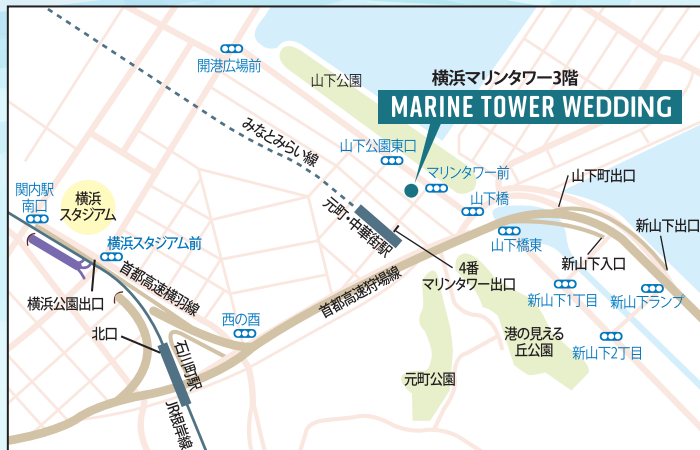 開港広場前
山下公園
横浜マリンタワー3階
MARINE TOWER WEDDING
みなとみらい線
山下公園東口
マリンタワー前
山下橋
山下町出口
関内駅
南口
横浜
スタジアム
元町・中華街駅
新山下出口
横浜スタジアム前
山下橋東
新山下入口
4番
マリンタワー出口
首都高速横羽線
首都高速狩場線
横浜公園出口
新山下1丁目
新山下ランプ
西の酉
北口
石川町駅
港の見える
丘公園
新山下2丁目
元町公園
JR根岸線